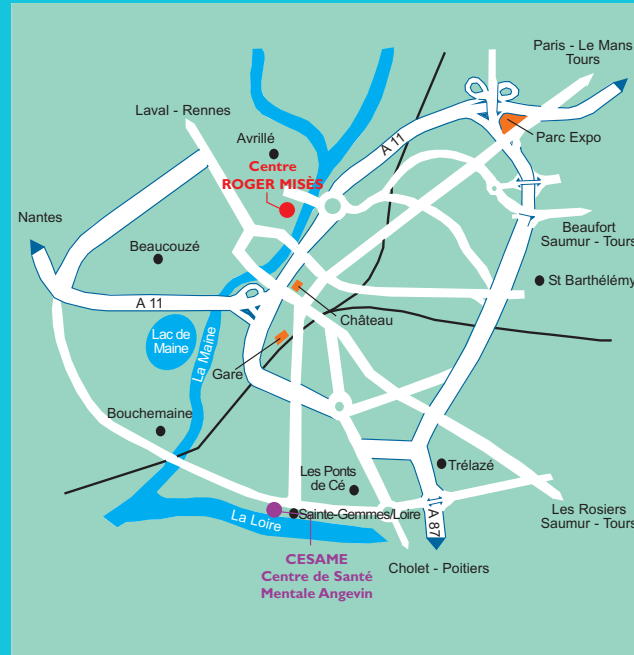 Paris - Le Mans
Tours
Laval - Rennes
Avrillé
A 11
Parc Expo
Centre
ROGER MISÈS
Nantes
Beaucouzé
Beaufort
Saumur - Tours
St Barthélémy
A 11
Château
Lac de
Maine
La Maine
Gare
Bouchemaine
Les Ponts
de Cé
Trélazé
La Loire
Sainte-Gemmes/Loire
A 87
Les Rosiers
Saumur - Tours
CESAME
Centre de Santé
Mentale Angevin
Cholet - Poitiers